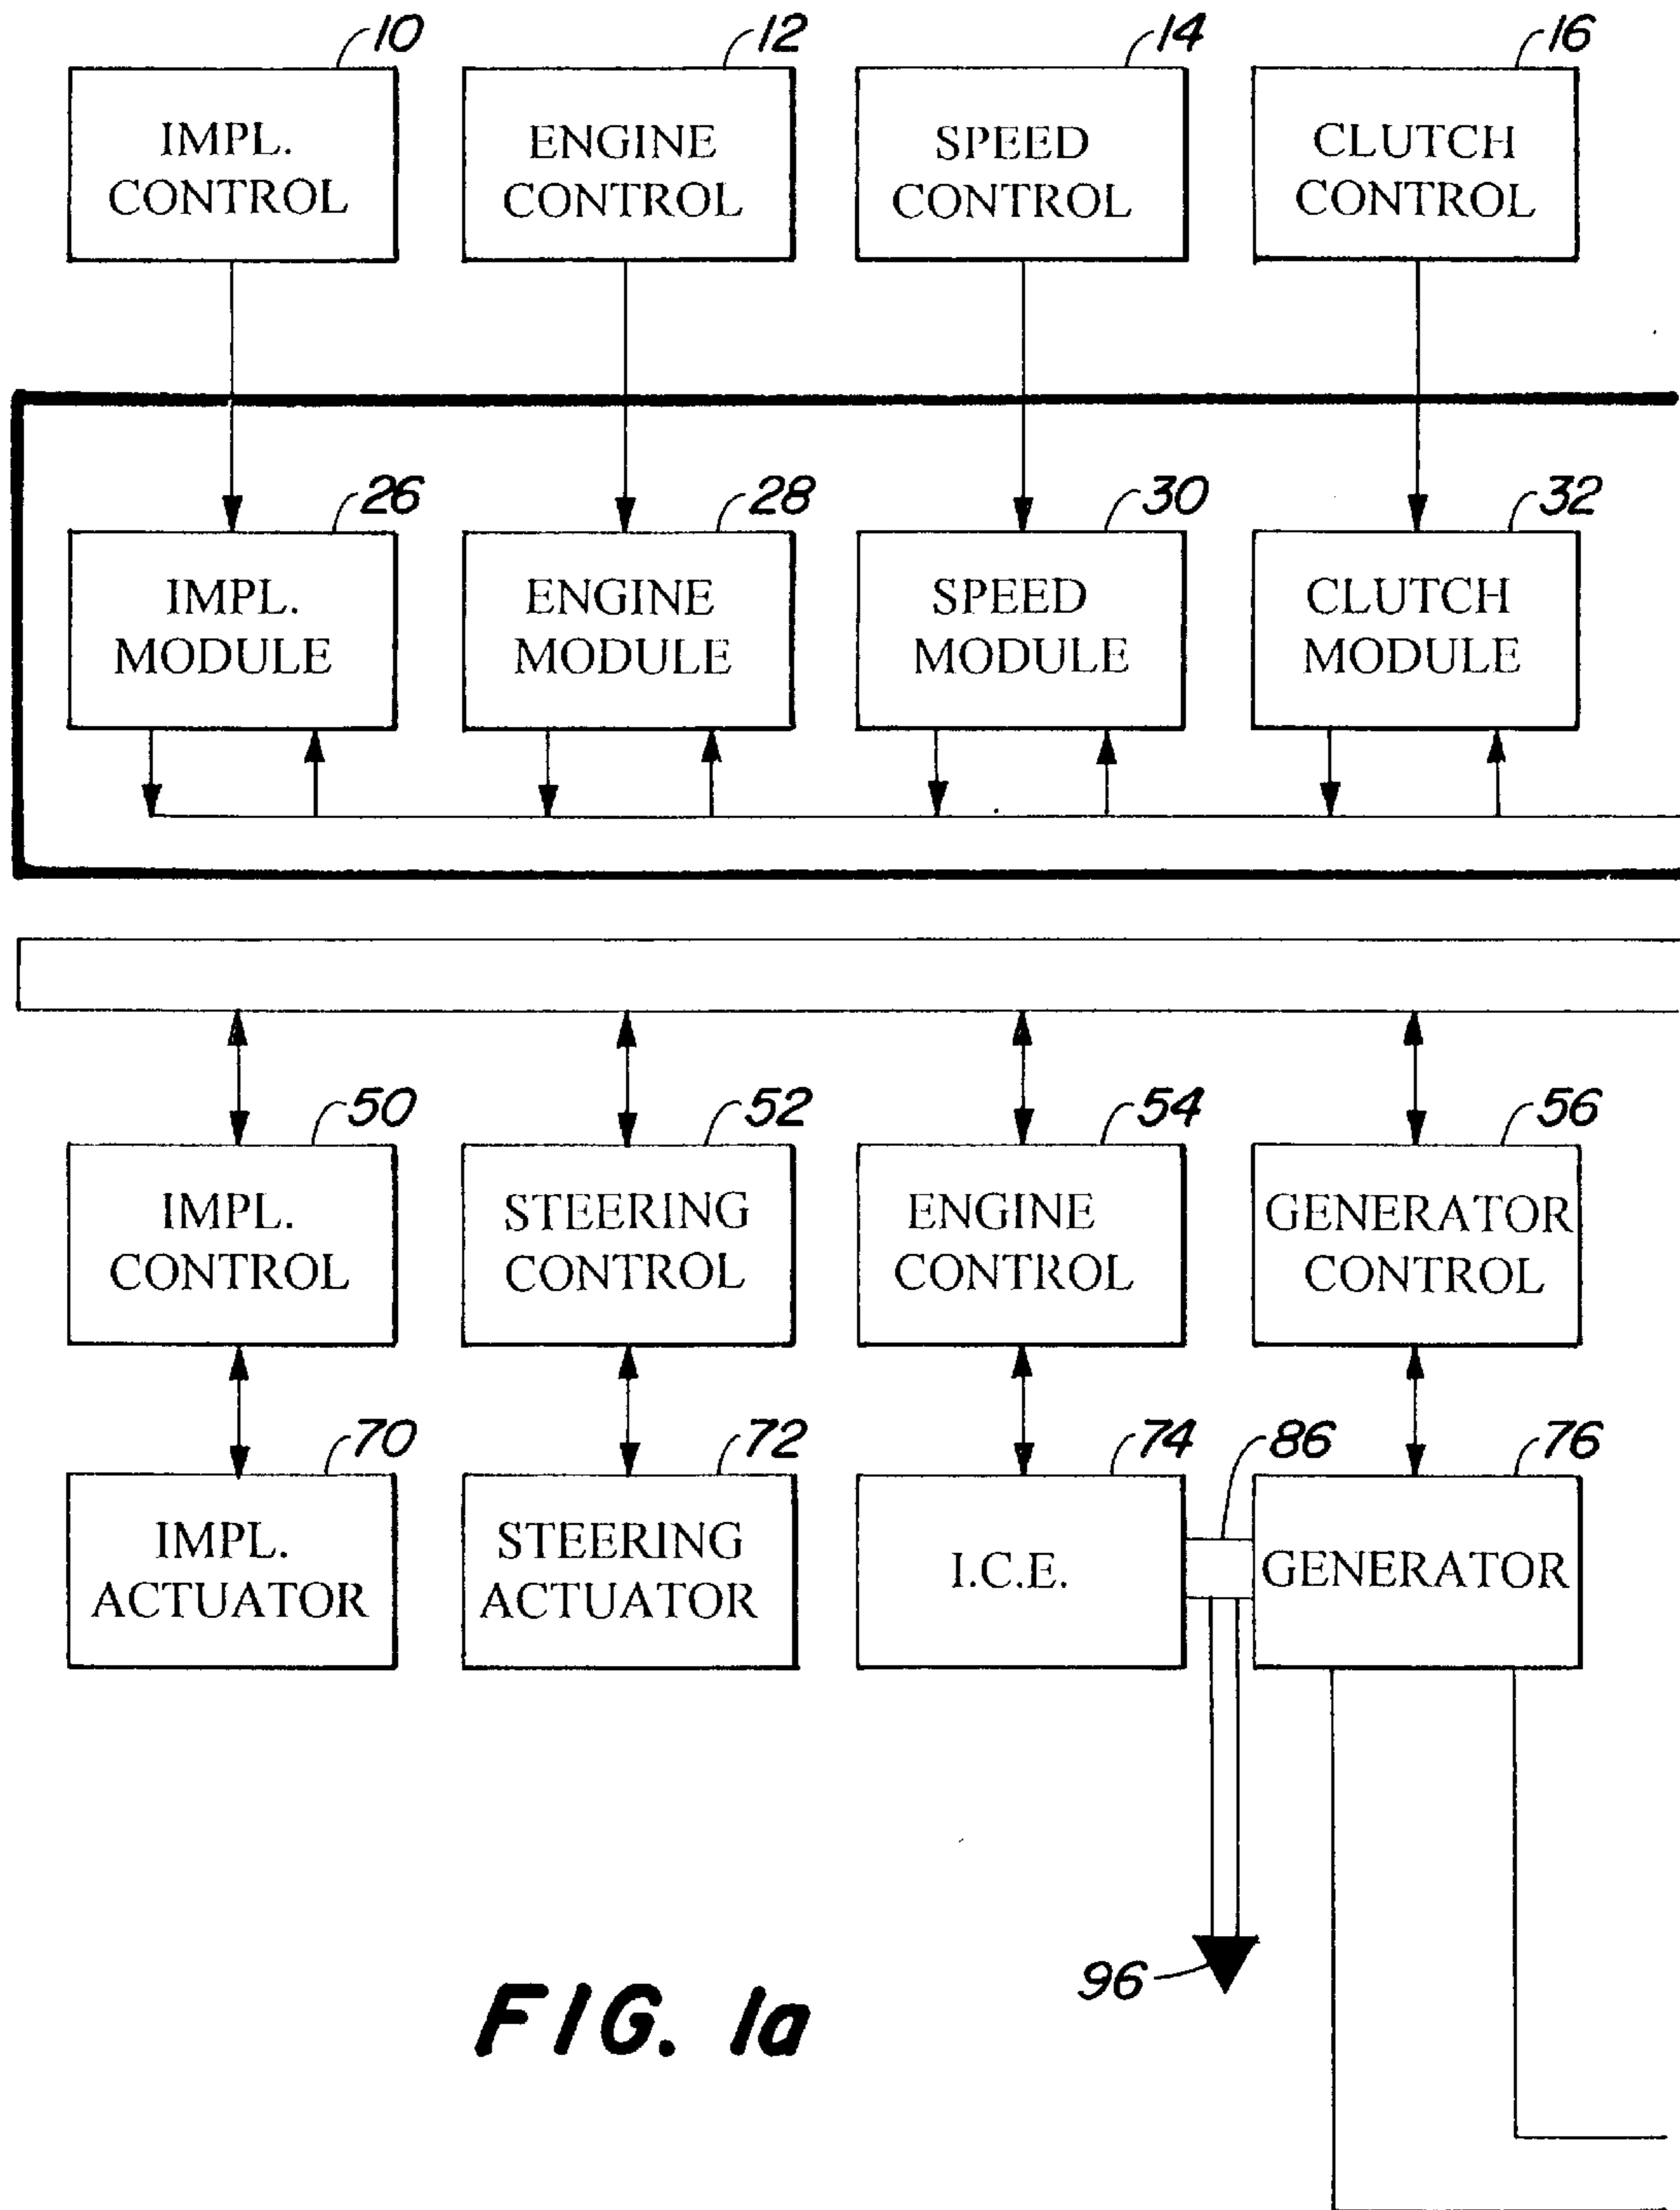 10
12
14
16
IMPL.
CONTROL
ENGINE
CONTROL
SPEED
CONTROL
CLUTCH
CONTROL
26
28
30
32
IMPL.
MODULE
ENGINE
MODULE
SPEED
MODULE
CLUTCH
MODULE
50
52
54
56
IMPL.
CONTROL
STEERING
CONTROL
ENGINE
CONTROL
GENERATOR
CONTROL
70
72
74
86
76
IMPL.
ACTUATOR
STEERING
ACTUATOR
I.C.E.
GENERATOR
96
FIG. 1a